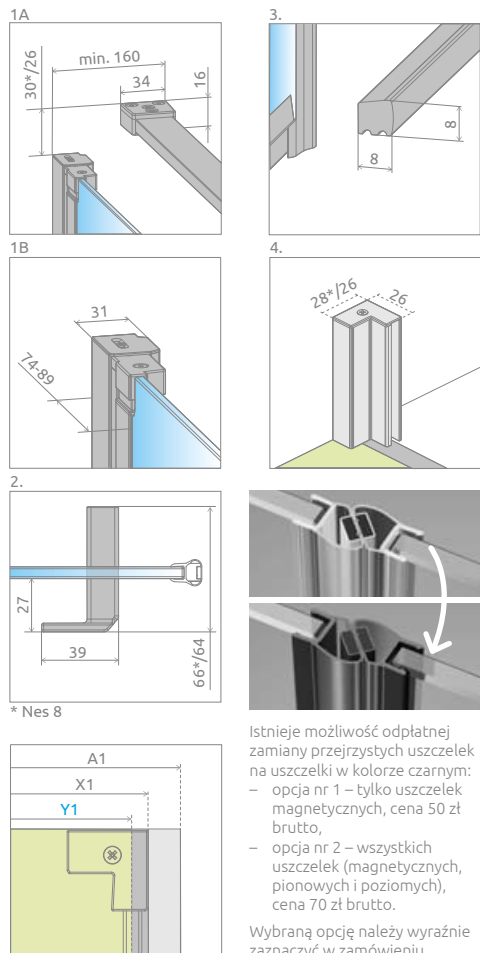 1A
30*/26
min. 160
34
16
1B
31
74-89
2.
27
39
66*/64
* Nes 8
A1
X1
Y1
3.
8
8
4.
28*/26
26
Istnieje możliwość odpłatnej
zamiany przejrzystych uszczelek
na uszczelki w kolorze czarnym:
– opcja nr 1 – tylko uszczelek
magnetycznych, cena 50 zł
brutto,
– opcja nr 2 – wszystkich
uszczelek (magnetycznych,
pionowych i poziomych),
cena 70 zł brutto.
Wybraną opcję należy wyraźnie
zaznaczyć w zamówieniu